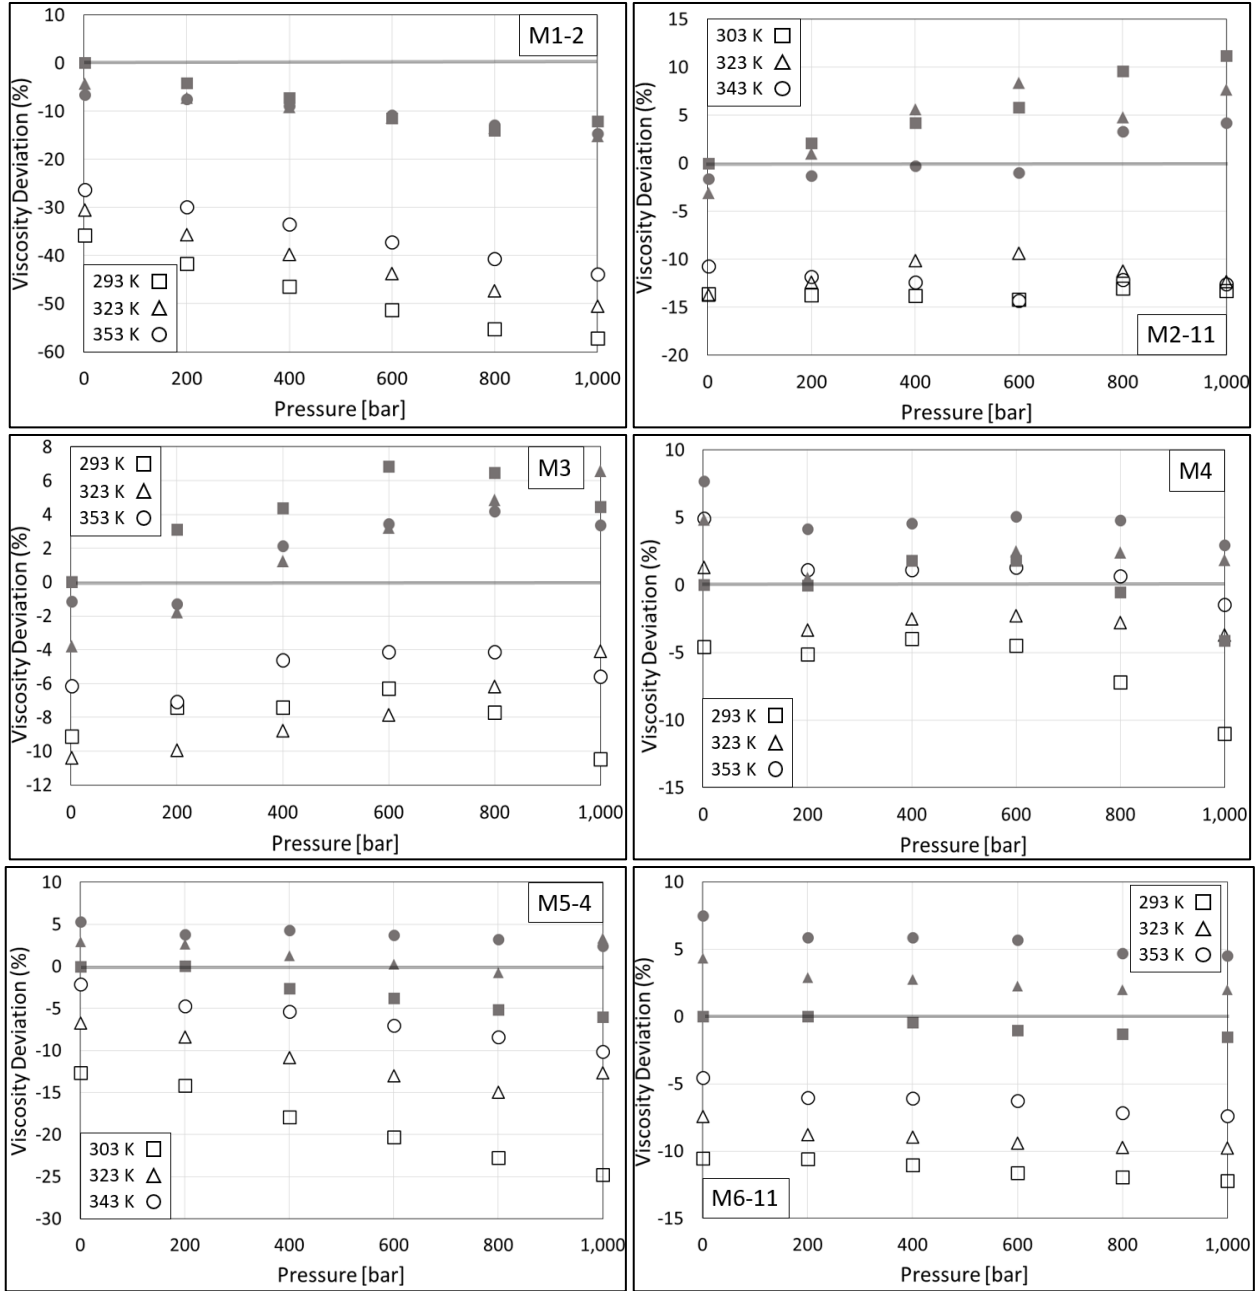 M1-2
Viscosity Deviation (%)
10
0
-10
-20
-30
-40
-50
-60
293 K
323 K
353 K
0 200 400 600 800 1,000
Pressure [bar]
M2-11
Viscosity Deviation (%)
15
10
5
0
-5
-10
-15
-20
303 K
323 K
343 K
0 200 400 600 800 1,000
Pressure [bar]
M3
Viscosity Deviation (%)
8
6
4
2
0
-2
-4
-6
-8
-10
-12
293 K
323 K
353 K
0 200 400 600 800 1,000
Pressure [bar]
M4
Viscosity Deviation (%)
10
5
0
-5
-10
-15
293 K
323 K
353 K
0 200 400 600 800 1,000
Pressure [bar]
M5-4
Viscosity Deviation (%)
10
5
0
-5
-10
-15
-20
-25
-30
303 K
323 K
343 K
0 200 400 600 800 1,000
Pressure [bar]
M6-11
Viscosity Deviation (%)
10
5
0
-5
-10
-15
293 K
323 K
353 K
0 200 400 600 800 1,000
Pressure [bar]